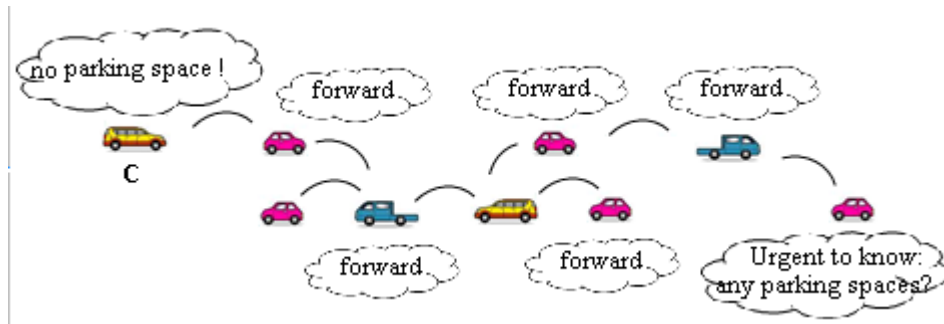 no parking space !
forward
forward
forward
C
forward
forward
Urgent to know:
any parking spaces?